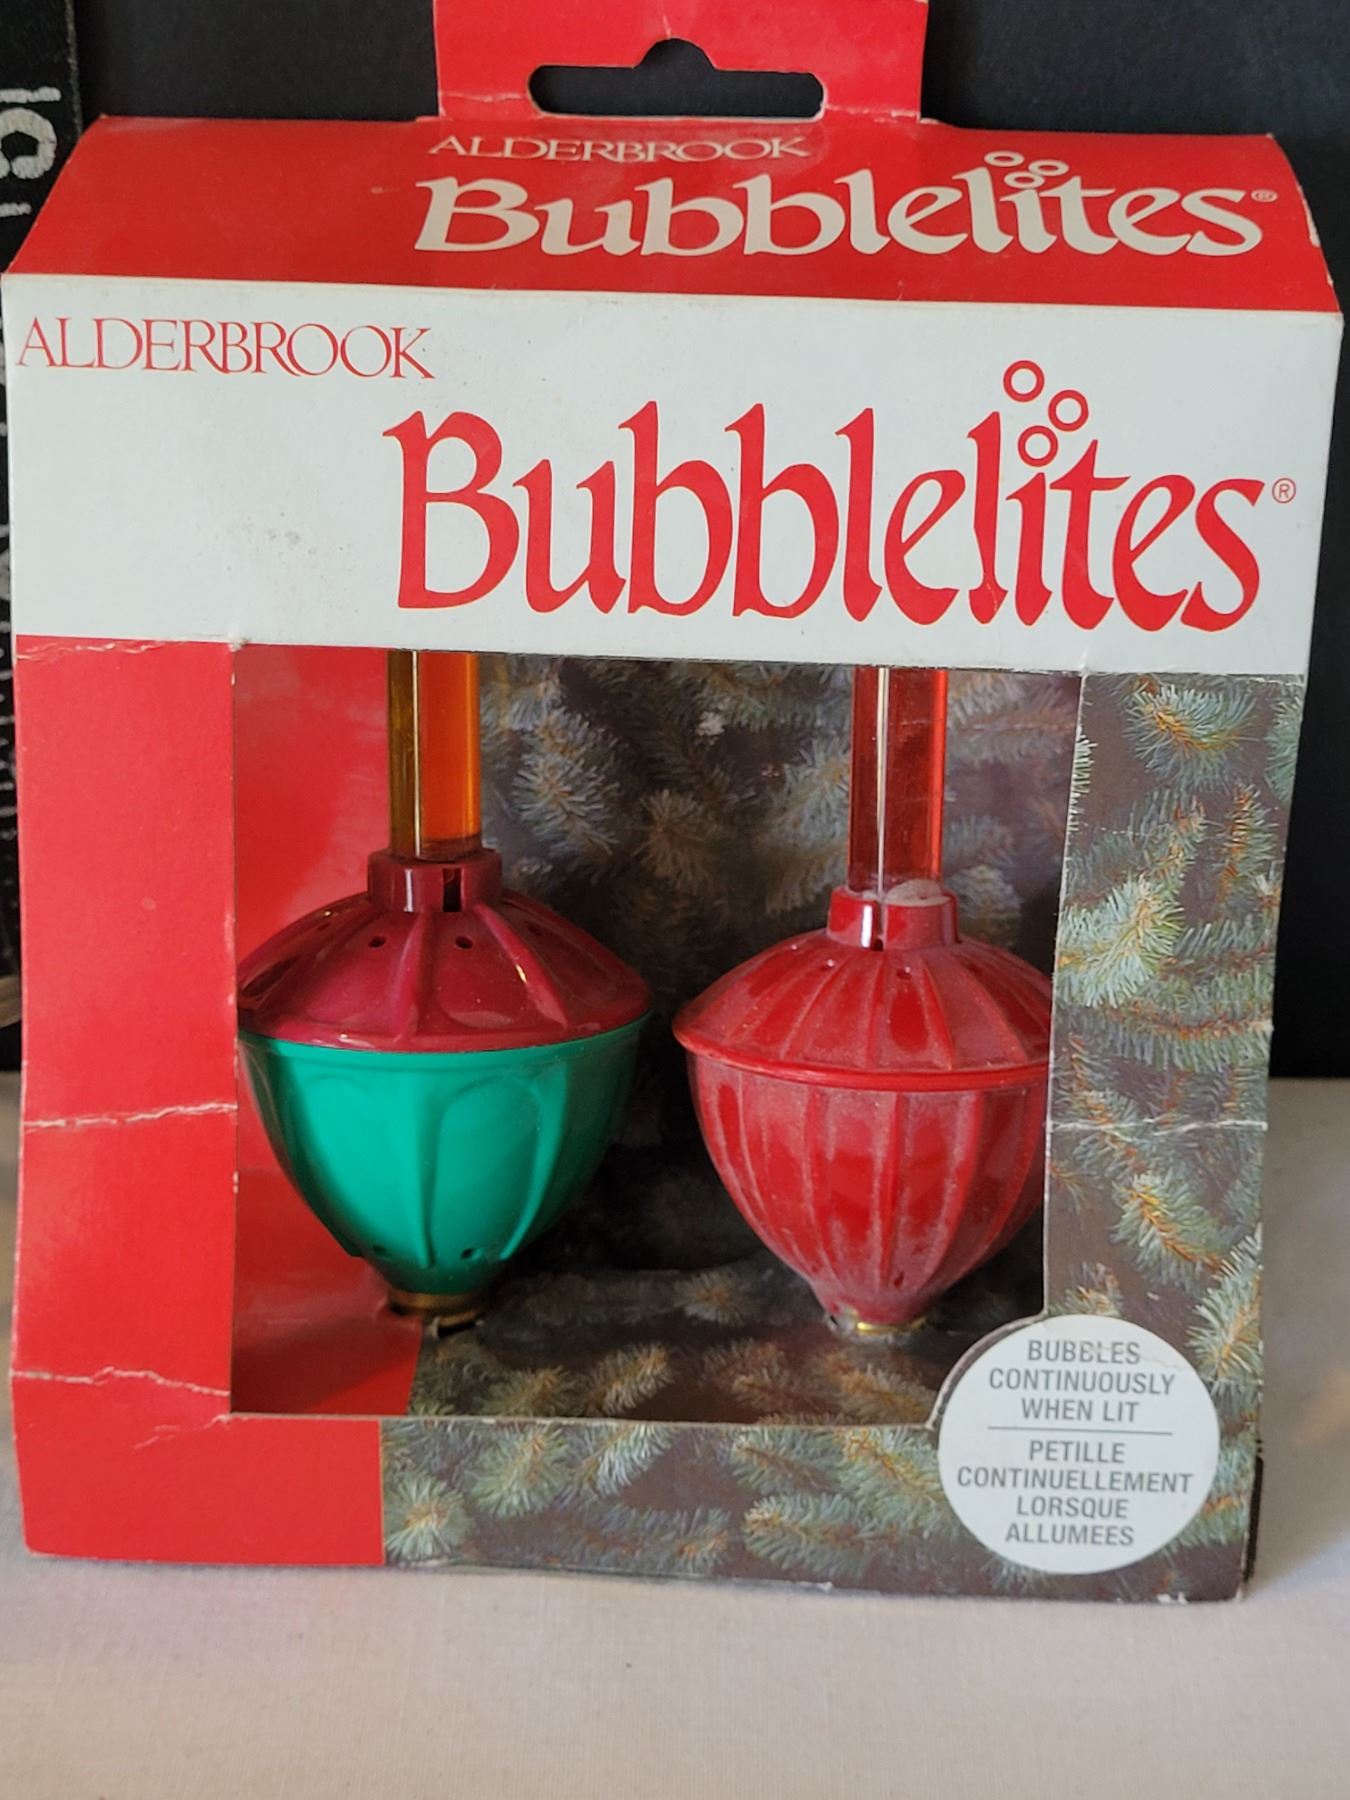 ALDERBROOK
Bubblelites®
ALDERBROOK
Bubblelites®
BUBBLES
CONTINUOUSLY
WHEN LIT
PETILLE
CONTINUELLEMENT
LORSQUE
ALLUMEES